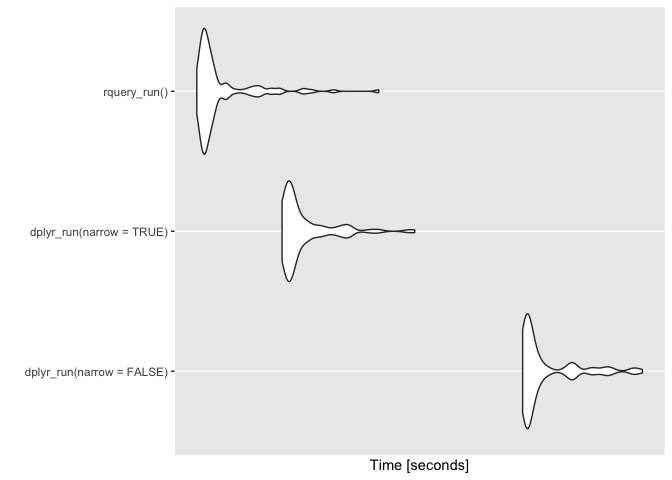 rquery_run()
dplyr_run(narrow = TRUE)
dplyr_run(narrow = FALSE)
Time [seconds]